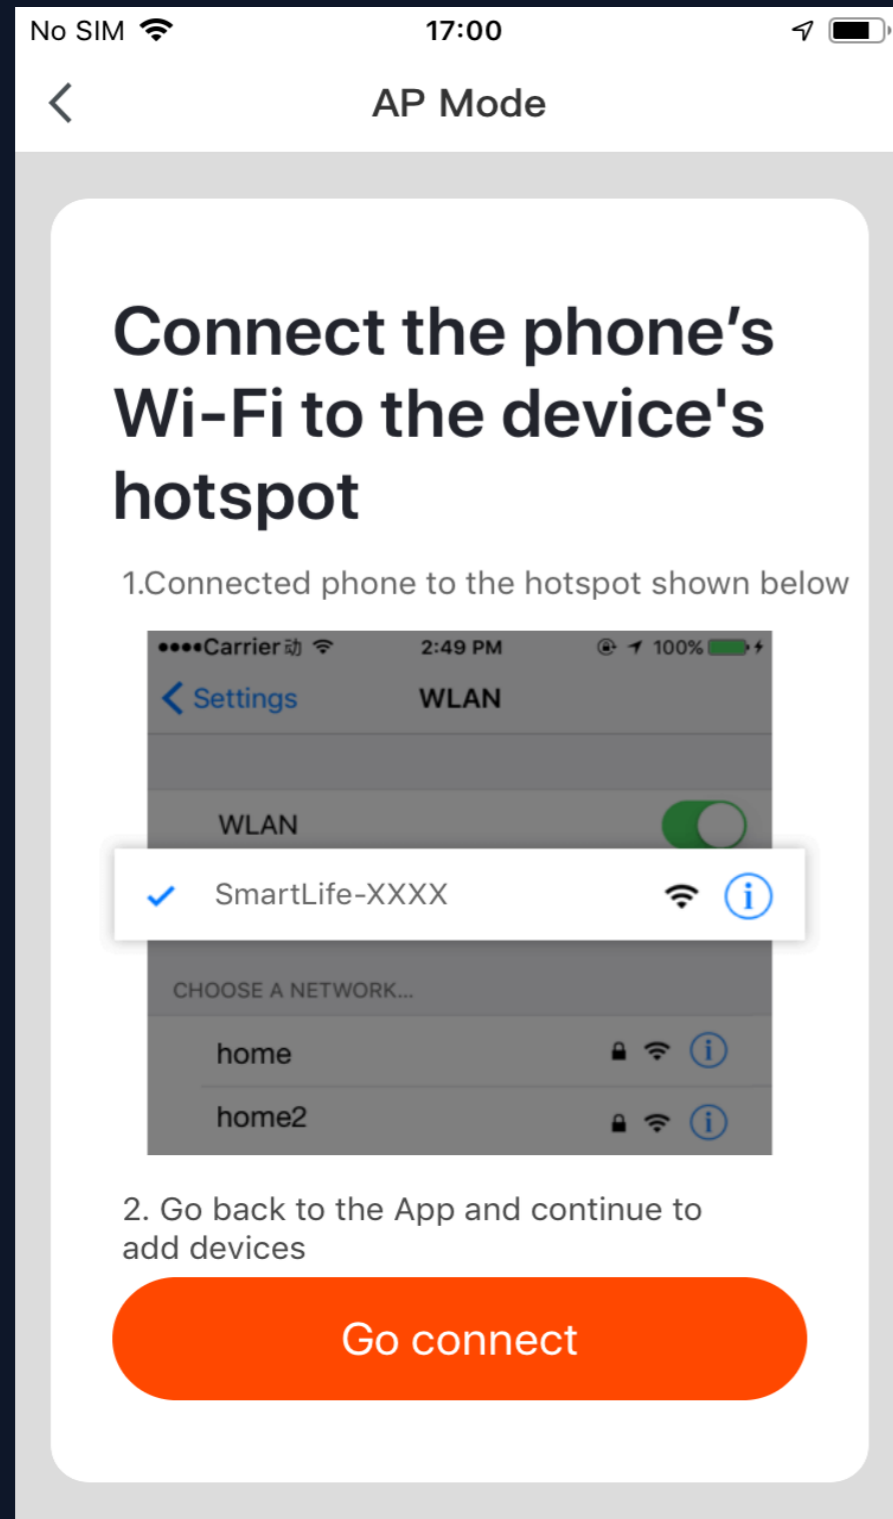 No SIM 17:00
AP Mode
Connect the phone’s
Wi-Fi to the device's
hotspot
1.Connected phone to the hotspot shown below
••••Carrier动 2:49 PM 100%
Settings WLAN
WLAN
SmartLife-XXXX
CHOOSE A NETWORK...
home
home2
2. Go back to the App and continue to
add devices
Go connect